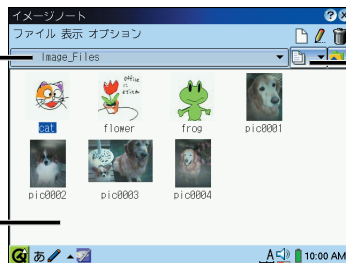 イメージノート
ファイル 表示 オプション
Image_Files
cat
flower
frog
pic0001
pic0002
pic0003
pic0004
あ
A
10:00 AM